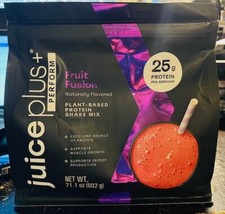 juice plus+
PERFORM
Fruit
Fusion
Naturally Flavored
PLANT-BASED
PROTEIN
SHAKE MIX
25g
PROTEIN
PER SERVING
• EXCELLENT SOURCE
OF PROTEIN
• SUPPORTS
MUSCLE GROWTH
• SUPPORTS ENERGY
PRODUCTION
NET WT.
21.1 oz (602 g)